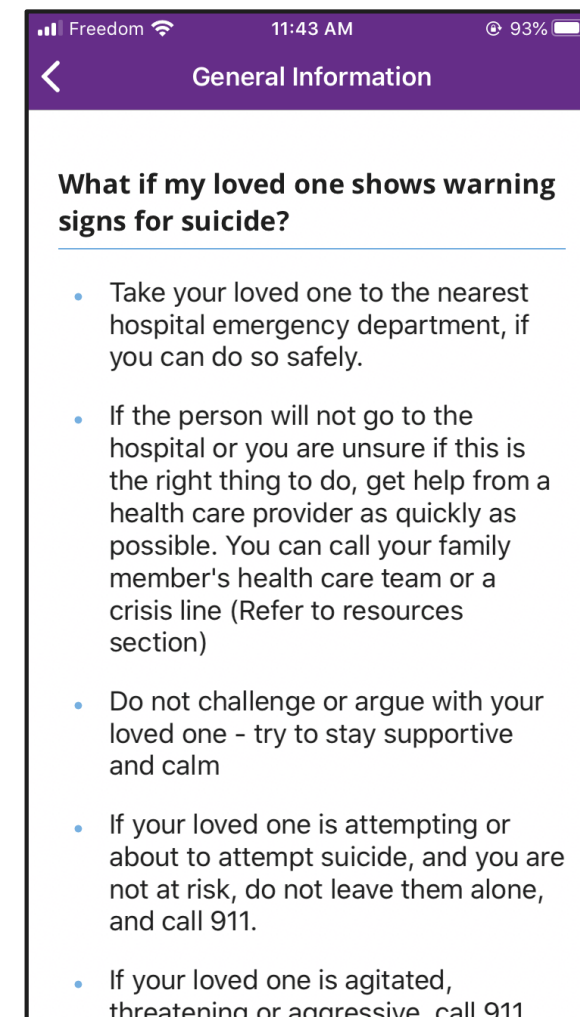 Freedom 11:43 AM 93%
General Information
What if my loved one shows warning
signs for suicide?
• Take your loved one to the nearest
hospital emergency department, if
you can do so safely.
• If the person will not go to the
hospital or you are unsure if this is
the right thing to do, get help from a
health care provider as quickly as
possible. You can call your family
member's health care team or a
crisis line (Refer to resources
section)
• Do not challenge or argue with your
loved one - try to stay supportive
and calm
• If your loved one is attempting or
about to attempt suicide, and you are
not at risk, do not leave them alone,
and call 911.
• If your loved one is agitated,
threatening or aggressive, call 911